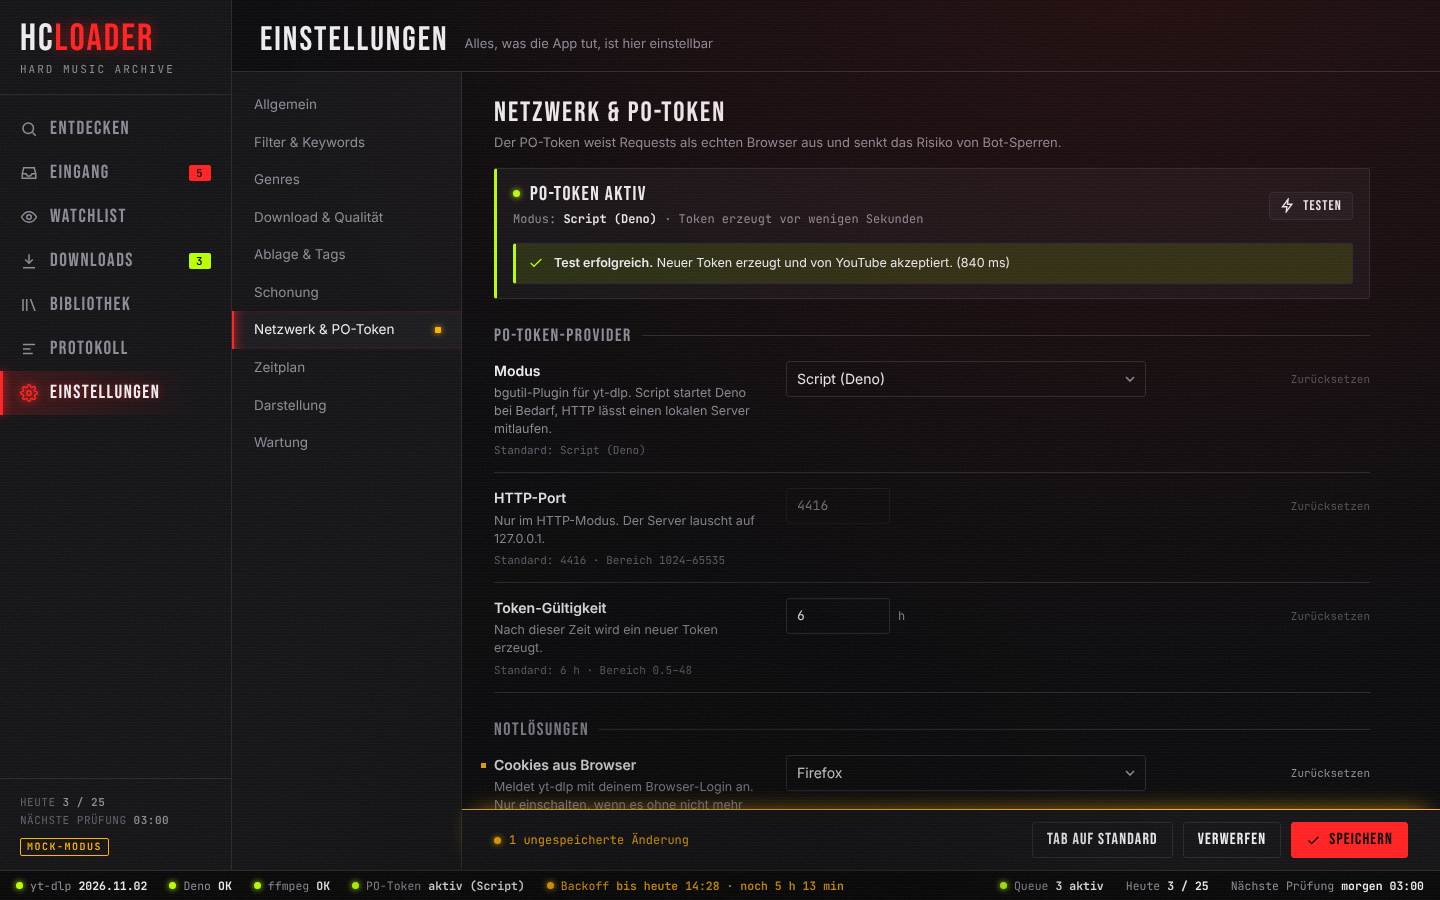 HCLOADER
HARD MUSIC ARCHIVE
ENTDECKEN
EINGANG 5
WATCHLIST
DOWNLOADS 3
BIBLIOTHEK
PROTOKOLL
EINSTELLUNGEN
HEUTE 3 / 25
NÄCHSTE PRÜFUNG 03:00
MOCK-MODUS
EINSTELLUNGEN Alles, was die App tut, ist hier einstellbar
Allgemein
Filter & Keywords
Genres
Download & Qualität
Ablage & Tags
Schonung
Netzwerk & PO-Token
Zeitplan
Darstellung
Wartung
NETZWERK & PO-TOKEN
Der PO-Token weist Requests als echten Browser aus und senkt das Risiko von Bot-Sperren.
PO-TOKEN AKTIV
Modus: Script (Deno) · Token erzeugt vor wenigen Sekunden
TESTEN
Test erfolgreich. Neuer Token erzeugt und von YouTube akzeptiert. (840 ms)
PO-TOKEN-PROVIDER
Modus
bgutil-Plugin für yt-dlp. Script startet Deno
bei Bedarf, HTTP lässt einen lokalen Server
mitlaufen.
Standard: Script (Deno)
Script (Deno)
Zurücksetzen
HTTP-Port
Nur im HTTP-Modus. Der Server lauscht auf
127.0.0.1.
Standard: 4416 · Bereich 1024–65535
4416
Zurücksetzen
Token-Gültigkeit
Nach dieser Zeit wird ein neuer Token
erzeugt.
Standard: 6 h · Bereich 0.5–48
6 h
Zurücksetzen
NOTLÖSUNGEN
Cookies aus Browser
Meldet yt-dlp mit deinem Browser-Login an.
Nur einschalten, wenn es ohne nicht mehr
Firefox
Zurücksetzen
1 ungespeicherte Änderung
TAB AUF STANDARD
VERWERFEN
SPEICHERN
yt-dlp 2026.11.02 Deno OK ffmpeg OK PO-Token aktiv (Script) Backoff bis heute 14:28 · noch 5 h 13 min Queue 3 aktiv Heute 3 / 25 Nächste Prüfung morgen 03:00